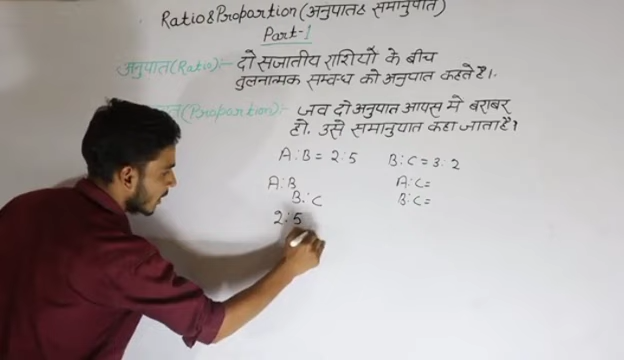 Ratio & Proportion (अनुपात & समानुपात)
Part-1
अनुपात (Ratio):- दो सजातीय राशियों के बीच
तुलनात्मक सम्बन्ध को अनुपात कहते है।
(Proportion):- जब दो अनुपात आपस मे बराबर
हो, उसे समानुपात कहा जाता है?
A:B = 2:5 B:C = 3:2
A:B A:C=
B:C B:C=
2:5